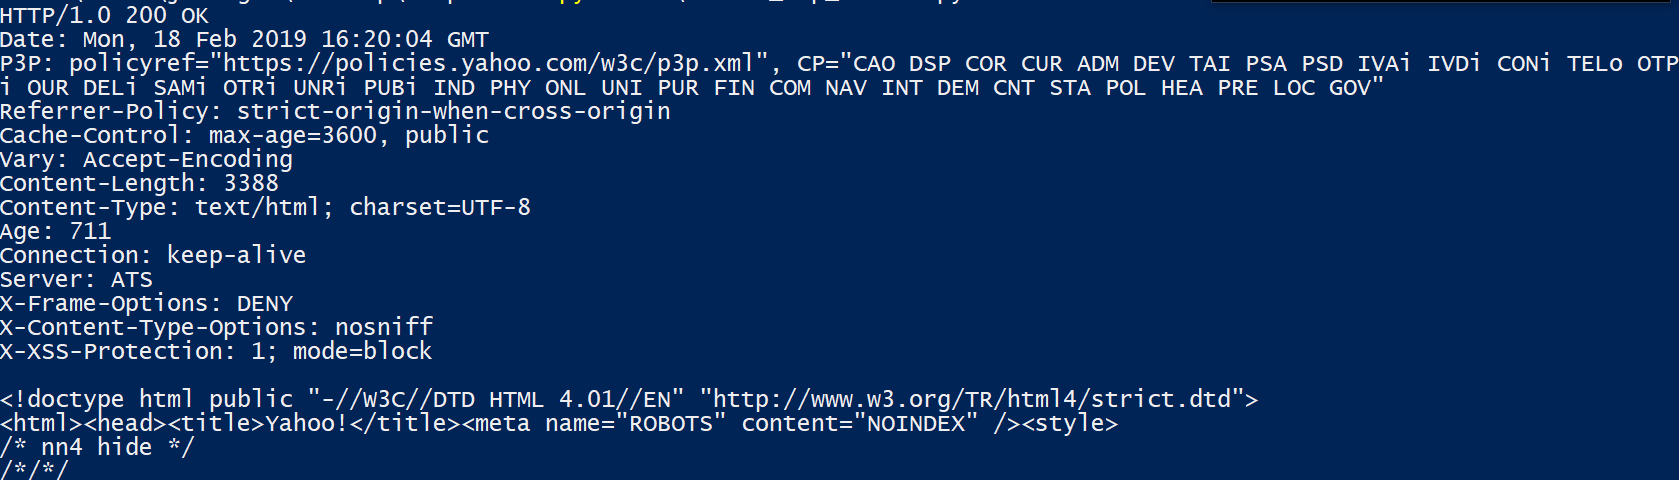 HTTP/1.0 200 OK
Date: Mon, 18 Feb 2019 16:20:04 GMT
P3P: policyref="https://policies.yahoo.com/w3c/p3p.xml", CP="CAO DSP COR CUR ADM DEV TAI PSA PSD IVAi IVDi CONi TELo OTP
i OUR DELi SAMi OTRi UNRi PUBi IND PHY ONL UNI PUR FIN COM NAV INT DEM CNT STA POL HEA PRE LOC GOV"
Referrer-Policy: strict-origin-when-cross-origin
Cache-Control: max-age=3600, public
Vary: Accept-Encoding
Content-Length: 3388
Content-Type: text/html; charset=UTF-8
Age: 711
Connection: keep-alive
Server: ATS
X-Frame-Options: DENY
X-Content-Type-Options: nosniff
X-XSS-Protection: 1; mode=block
<!doctype html public "-//W3C//DTD HTML 4.01//EN" "http://www.w3.org/TR/html4/strict.dtd">
<html><head><title>Yahoo!</title><meta name="ROBOTS" content="NOINDEX" /><style>
/* nn4 hide */
/*/*/